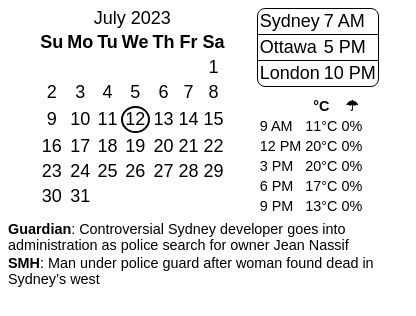 July 2023
Su Mo Tu We Th Fr Sa
1
2 3 4 5 6 7 8
9 10 11 12 13 14 15
16 17 18 19 20 21 22
23 24 25 26 27 28 29
30 31
Sydney 7 AM
Ottawa 5 PM
London 10 PM
°C ☂
9 AM 11°C 0%
12 PM 20°C 0%
3 PM 20°C 0%
6 PM 17°C 0%
9 PM 13°C 0%
Guardian: Controversial Sydney developer goes into
administration as police search for owner Jean Nassif
SMH: Man under police guard after woman found dead in
Sydney’s west